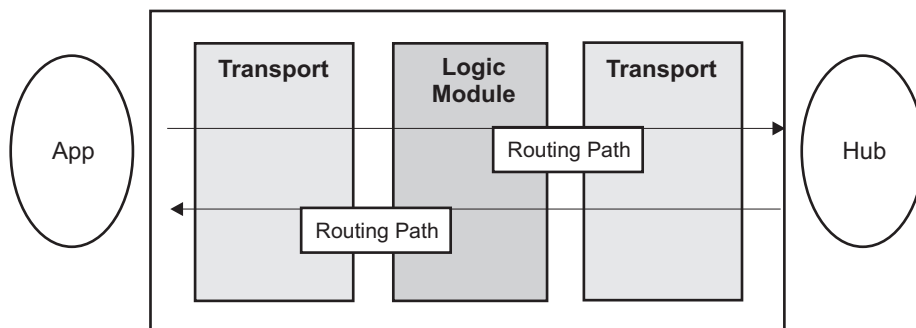 Transport
Logic
Module
Transport
App
Routing Path
Hub
Routing Path